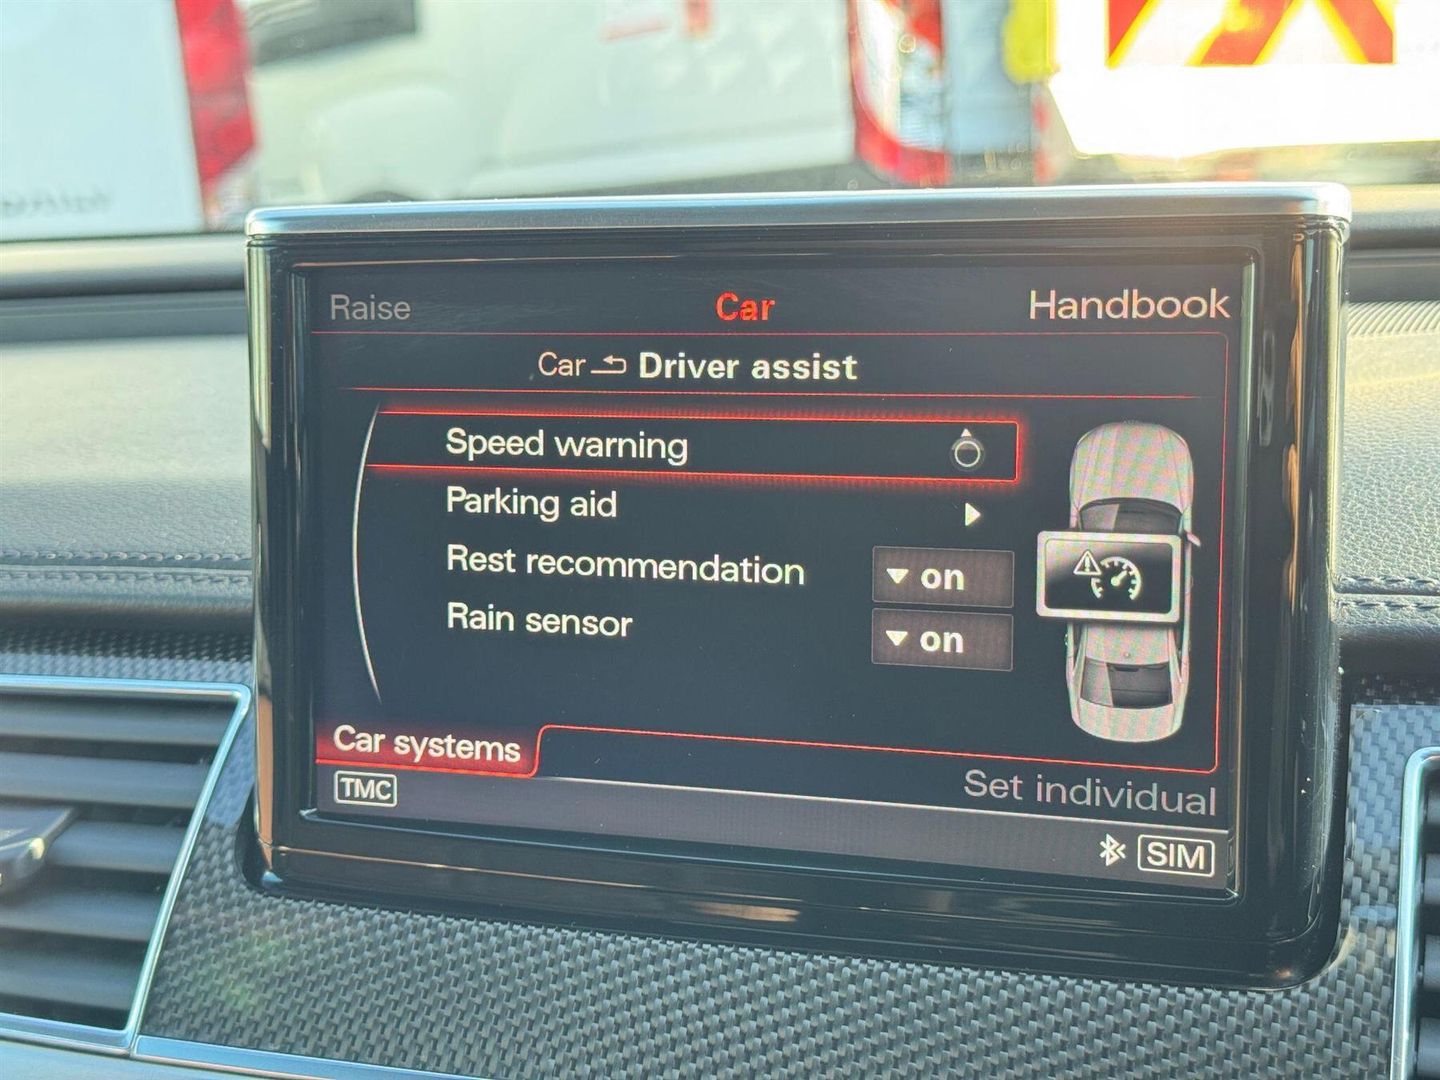 Raise Car Handbook
Car Driver assist
Speed warning
Parking aid
Rest recommendation on
Rain sensor on
Car systems
Set individual
TMC
SIM